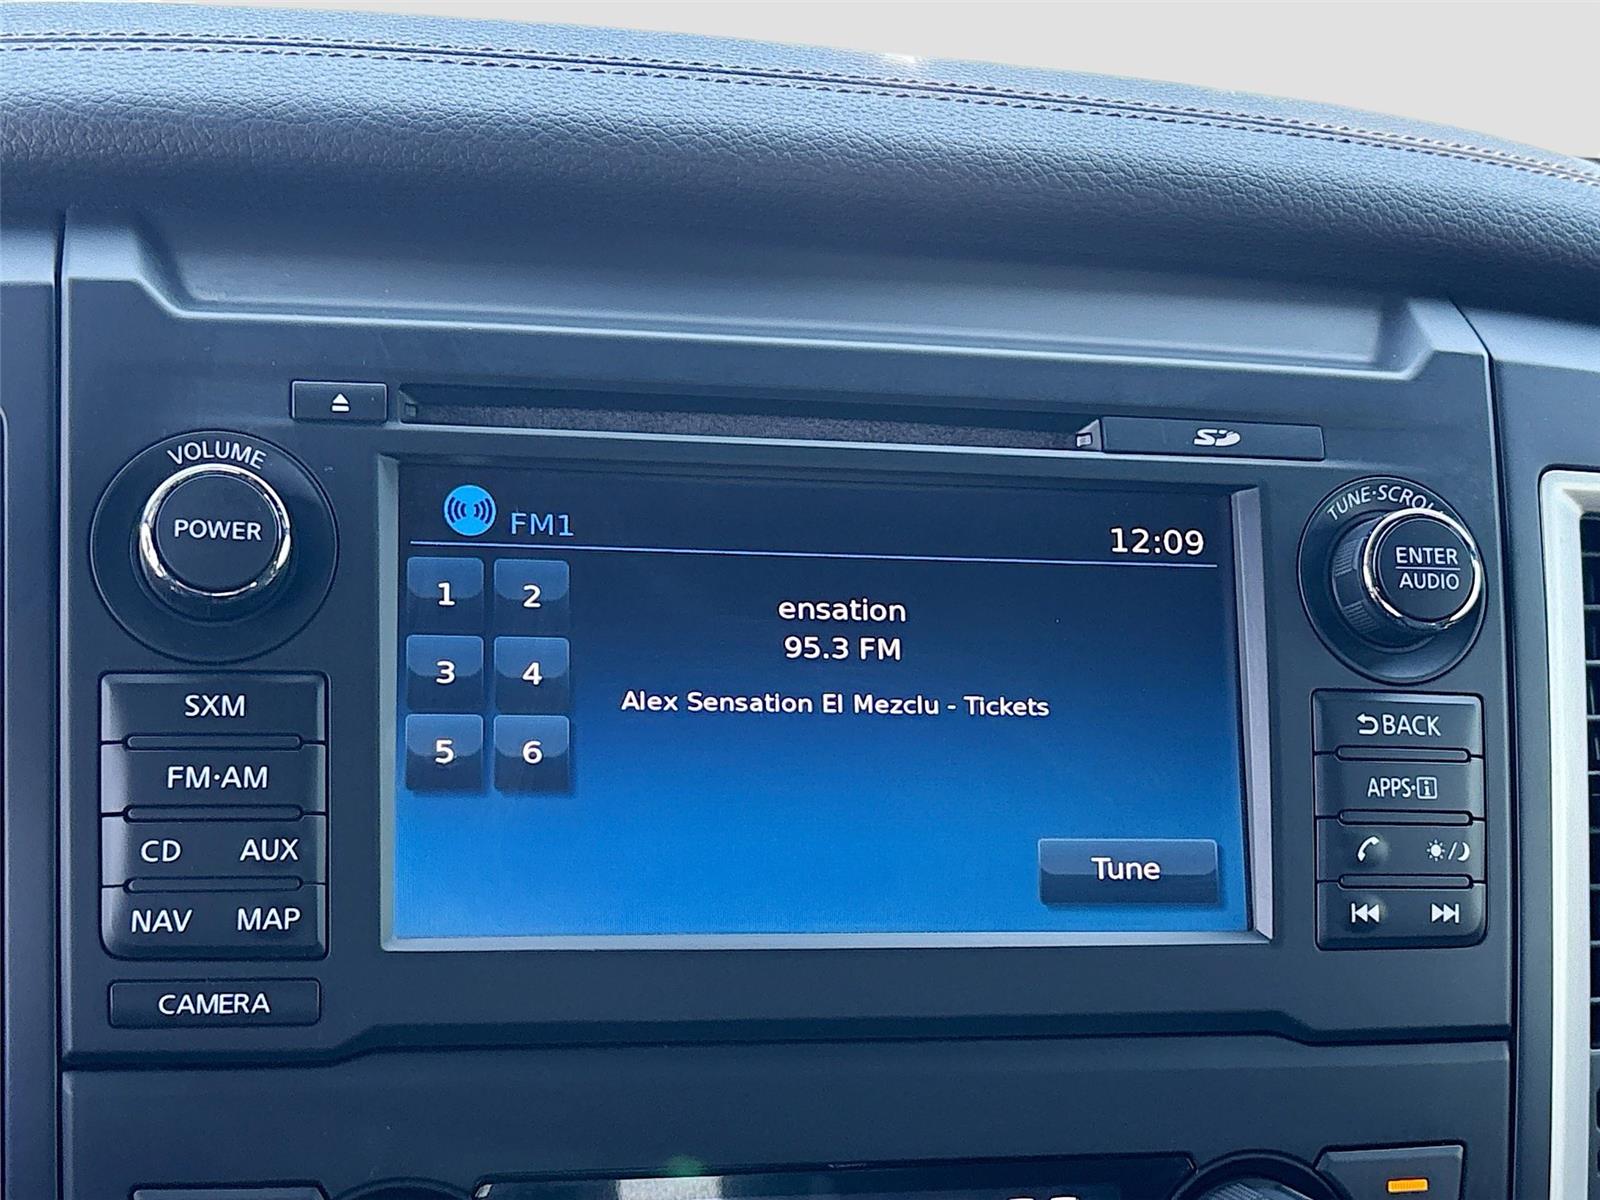 VOLUME
POWER
SD
TUNE·SCROLL
ENTER
AUDIO
FM1
12:09
1 2
3 4
5 6
ensation
95.3 FM
Alex Sensation El Mezclu - Tickets
Tune
SXM
FM·AM
CD AUX
NAV MAP
CAMERA
BACK
APPS·i